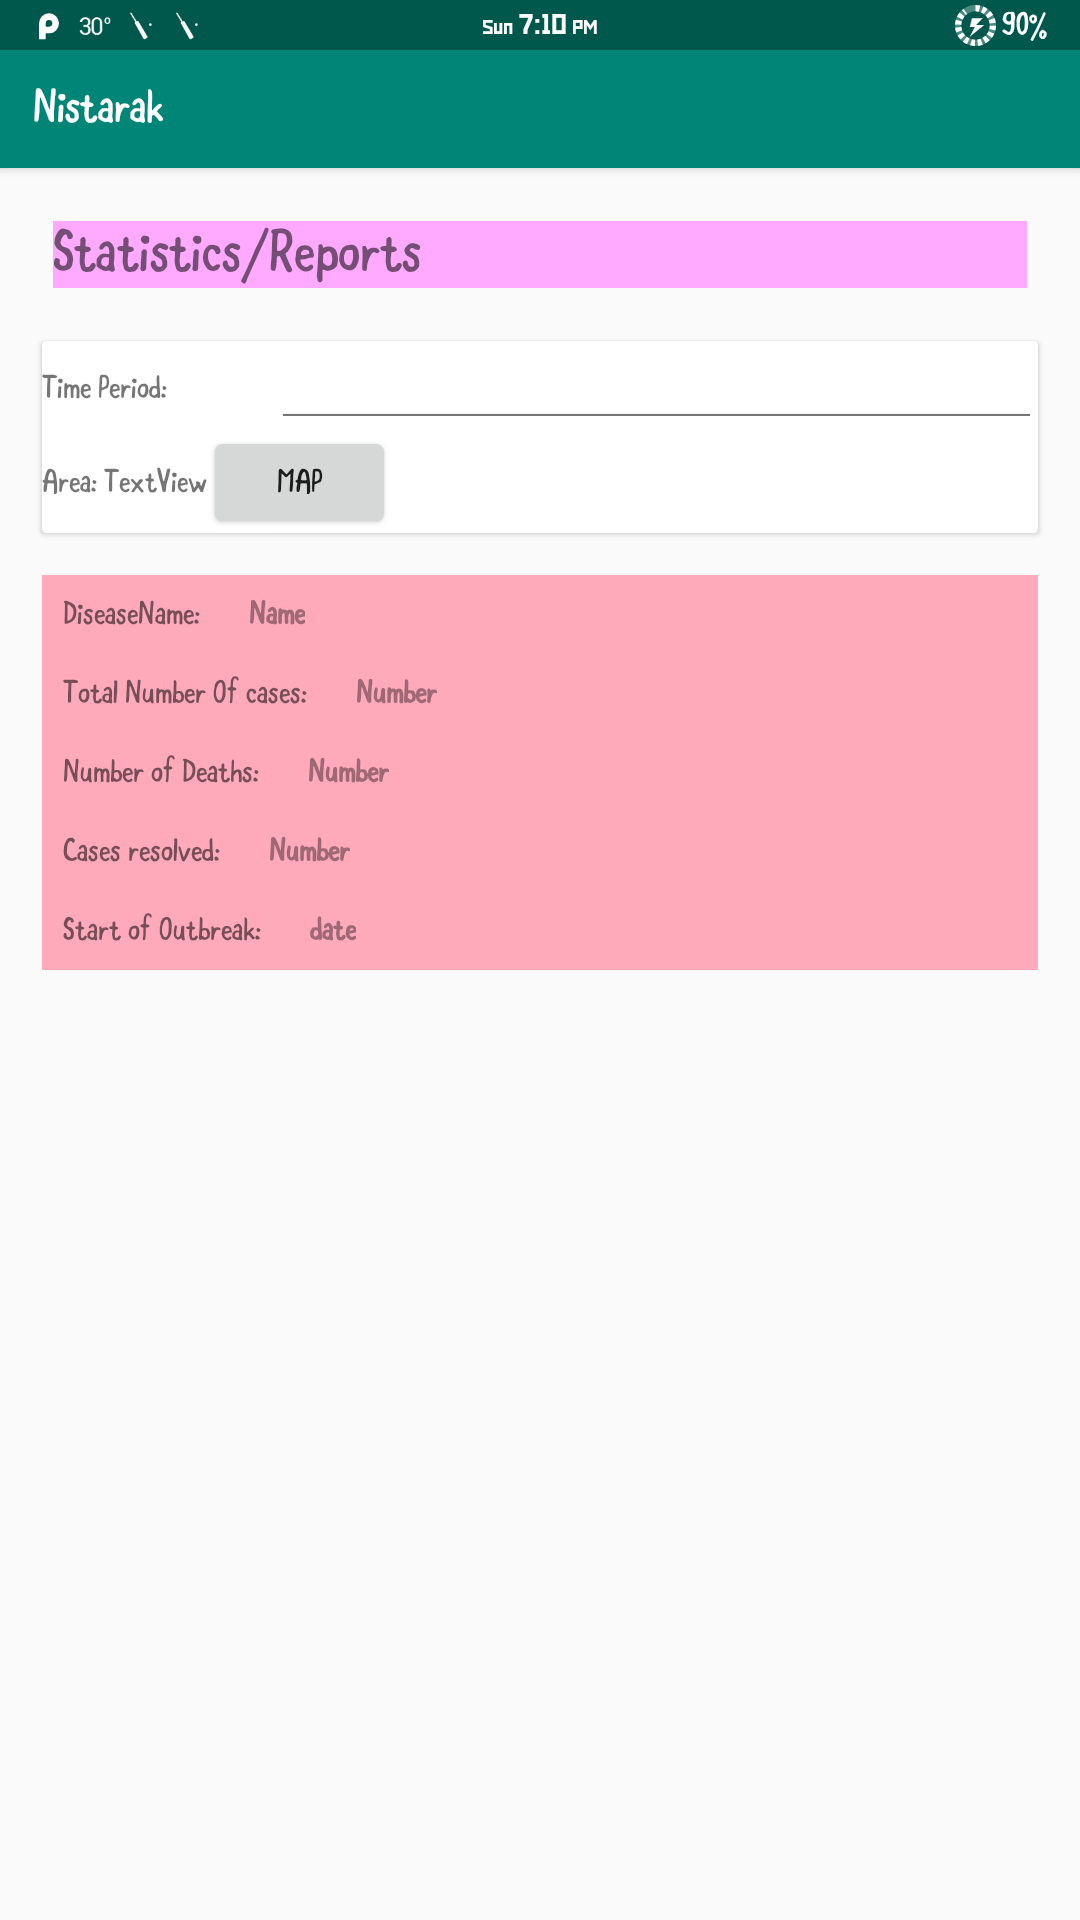 30° Sun 7:10 PM 90%
Nistarak
Statistics/Reports
Time Period:
Area: TextView MAP
DiseaseName: Name
Total Number Of cases: Number
Number of Deaths: Number
Cases resolved: Number
Start of Outbreak: date